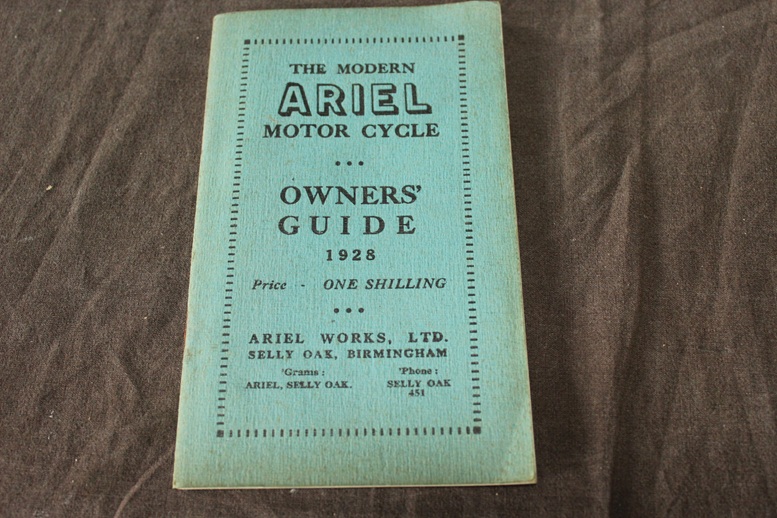 THE MODERN
ARIEL
MOTOR CYCLE
OWNERS'
GUIDE
1928
Price - ONE SHILLING
ARIEL WORKS, LTD.
SELLY OAK, BIRMINGHAM
'Grams: 'Phone:
ARIEL, SELLY OAK. SELLY OAK
451